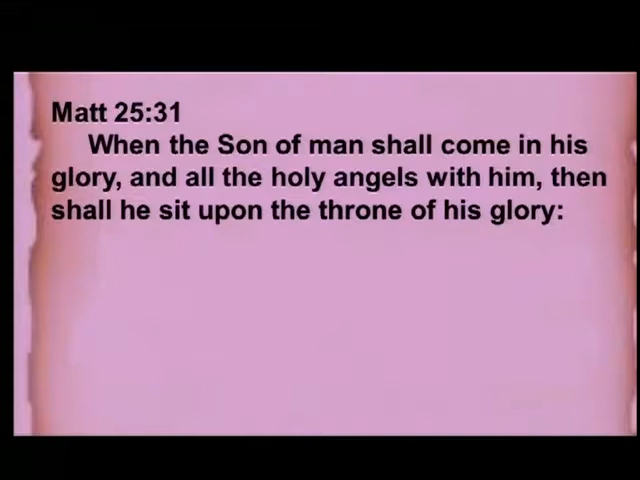 Matt 25:31
When the Son of man shall come in his
glory, and all the holy angels with him, then
shall he sit upon the throne of his glory: